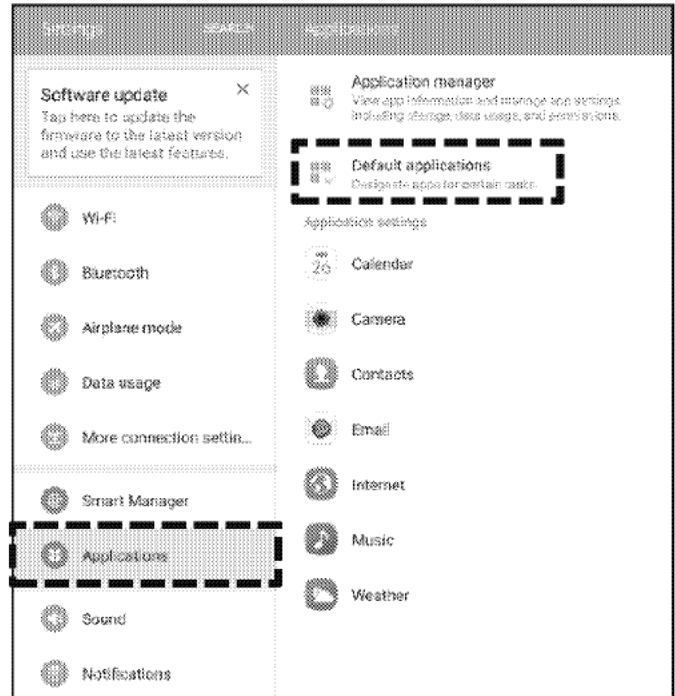 Settings
SEARCH
Applications
Software update
Tap here to update the
firmware to the latest version
and use the latest features.
Wi-Fi
Bluetooth
Airplane mode
Data usage
More connection settin...
Smart Manager
Applications
Sound
Notifications
Application manager
View app information and manage app settings
including storage, data usage, and permissions.
Default applications
Designate apps for certain tasks.
Application settings
26
Calendar
Camera
Contacts
Email
Internet
Music
Weather